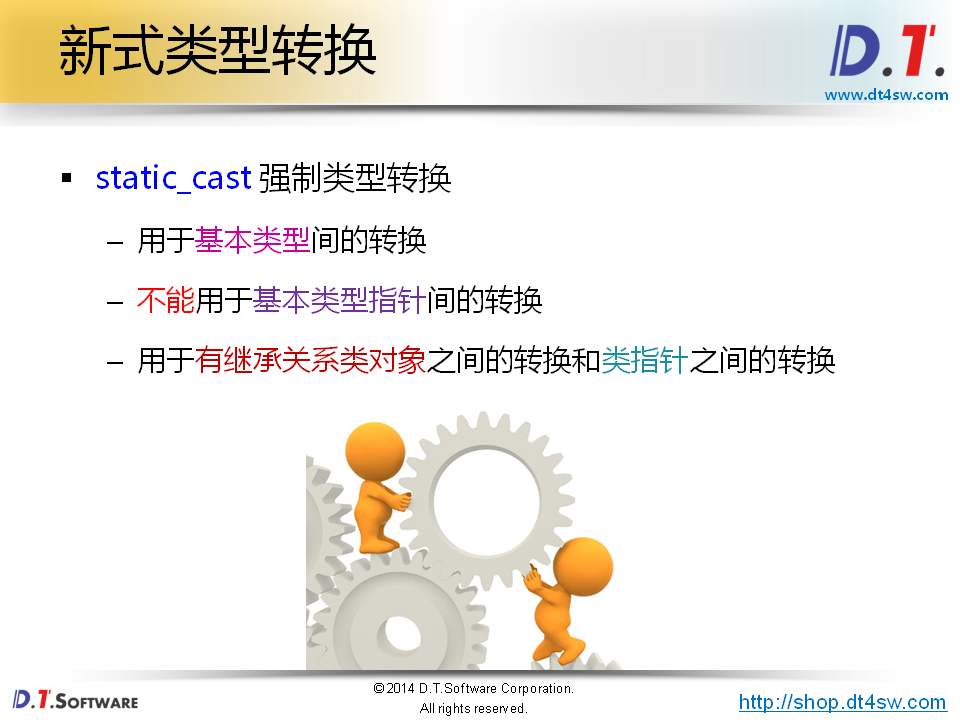 新式类型转换
D.T.
www.dt4sw.com
▪ static_cast 强制类型转换
– 用于基本类型间的转换
– 不能用于基本类型指针间的转换
– 用于有继承关系类对象之间的转换和类指针之间的转换
D.T.SOFTWARE
©2014 D.T.Software Corporation.
All rights reserved.
http://shop.dt4sw.com